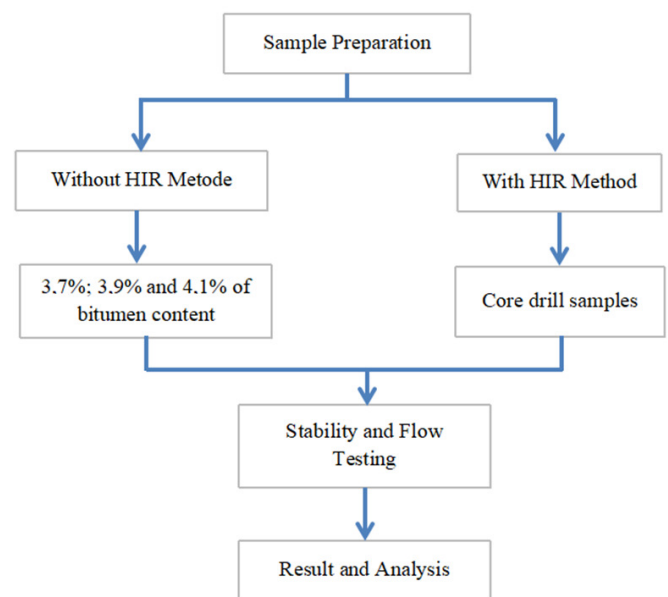 Sample Preparation
Without HIR Metode
With HIR Method
3.7%; 3.9% and 4.1% of
bitumen content
Core drill samples
Stability and Flow
Testing
Result and Analysis